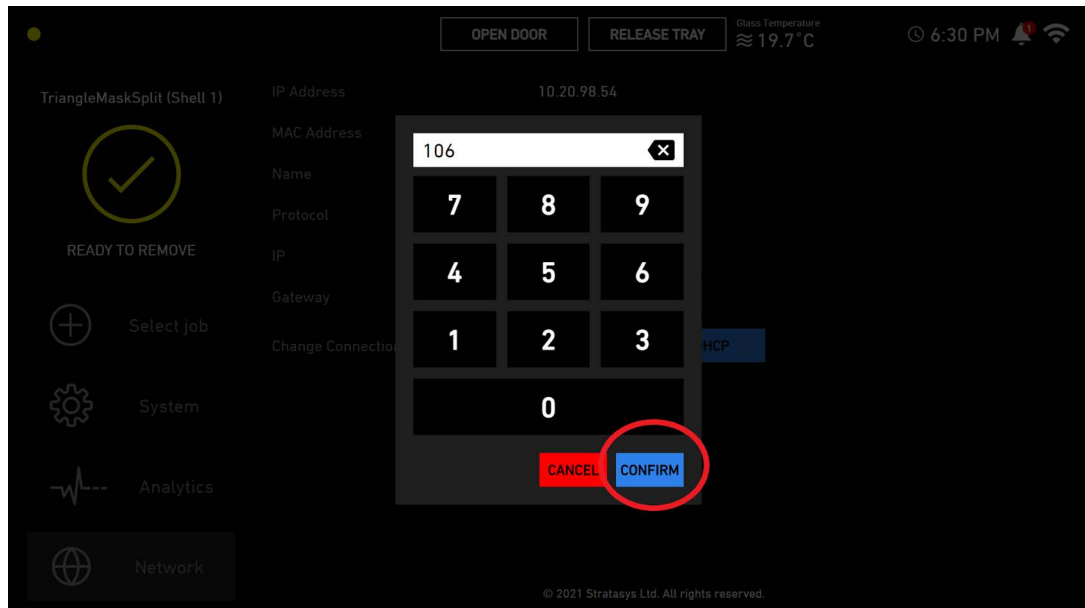 OPEN DOOR
RELEASE TRAY
Glass Temperature
19.7°C
6:30 PM
1
TriangleMaskSplit (Shell 1)
READY TO REMOVE
Select job
System
Analytics
Network
IP Address 10.20.98.54
MAC Address
Name
Protocol
IP
Gateway
Change Connectio
HCP
106
7 8 9
4 5 6
1 2 3
0
CANCEL CONFIRM
© 2021 Stratasys Ltd. All rights reserved.